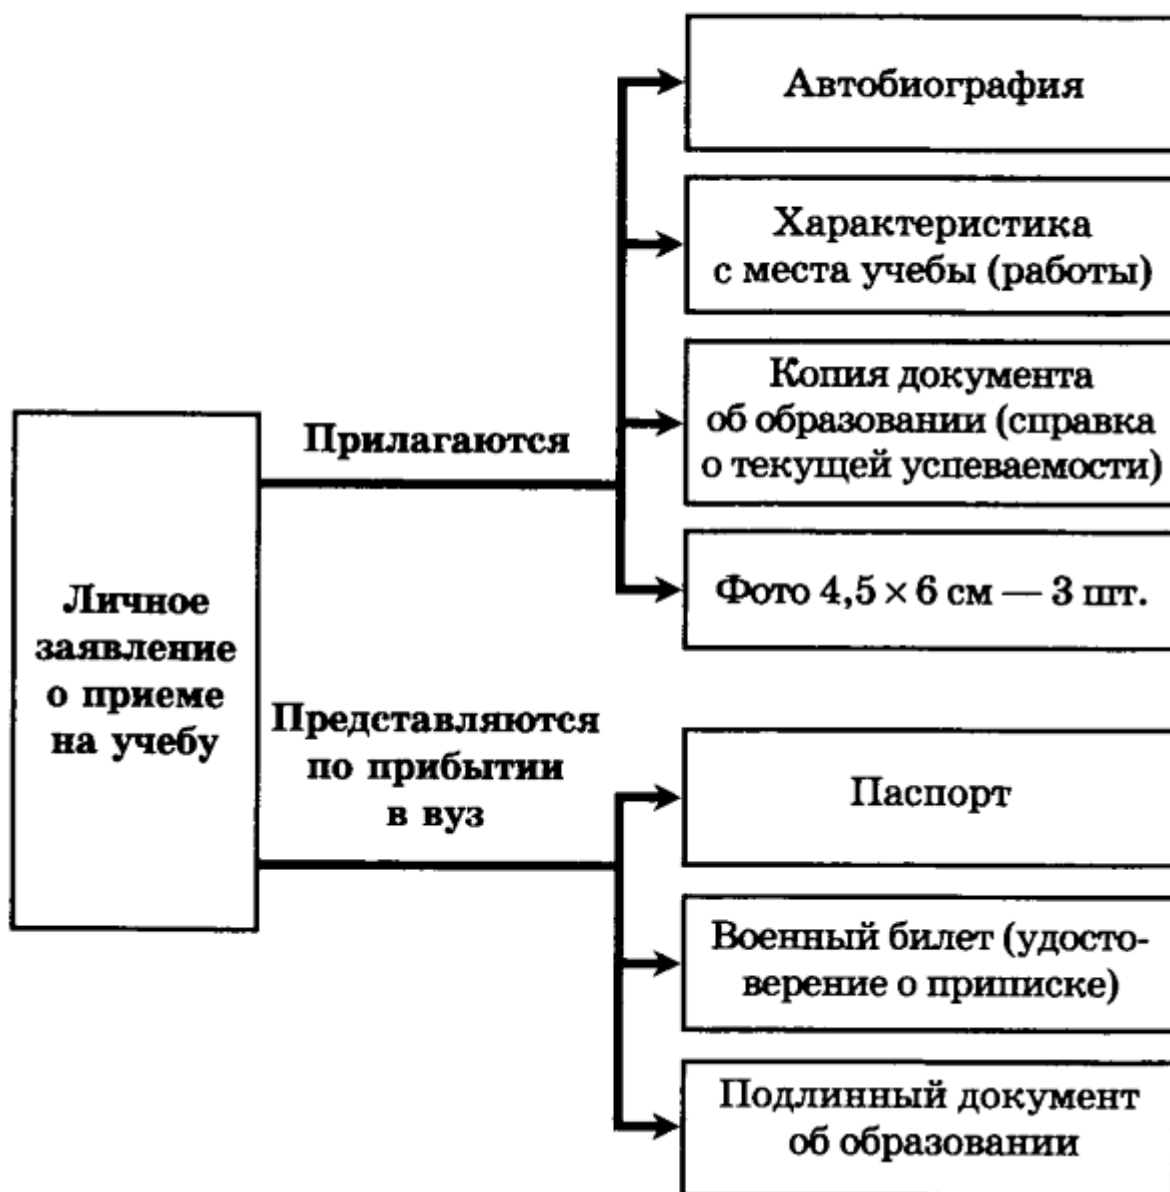 Личное
заявление
о приеме
на учебу
Прилагаются
Автобиография
Характеристика
с места учебы (работы)
Копия документа
об образовании (справка
о текущей успеваемости)
Фото 4,5 × 6 см — 3 шт.
Представляются
по прибытии
в вуз
Паспорт
Военный билет (удосто-
верение о приписке)
Подлинный документ
об образовании